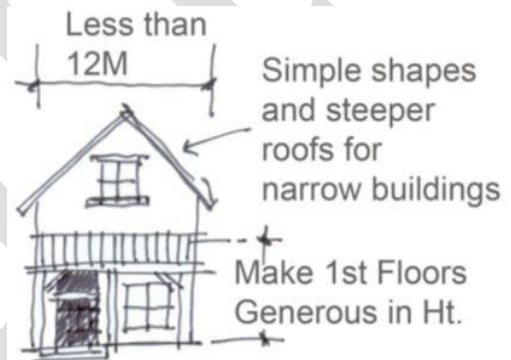 Less than
12M
Simple shapes
and steeper
roofs for
narrow buildings
Make 1st Floors
Generous in Ht.